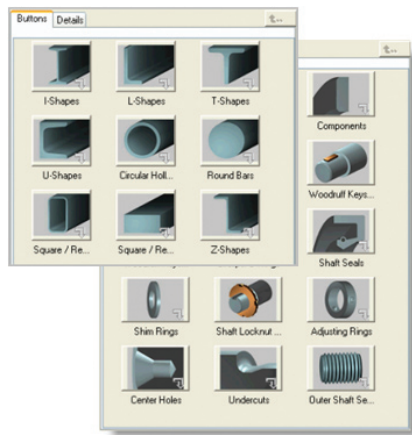 Buttons Details
I-Shapes L-Shapes T-Shapes
U-Shapes Circular Holl... Round Bars
Square / Re... Square / Re... Z-Shapes
Components
Woodruff Keys...
Shaft Seals
Shim Rings Shaft Locknut ... Adjusting Rings
Center Holes Undercuts Outer Shaft Se...